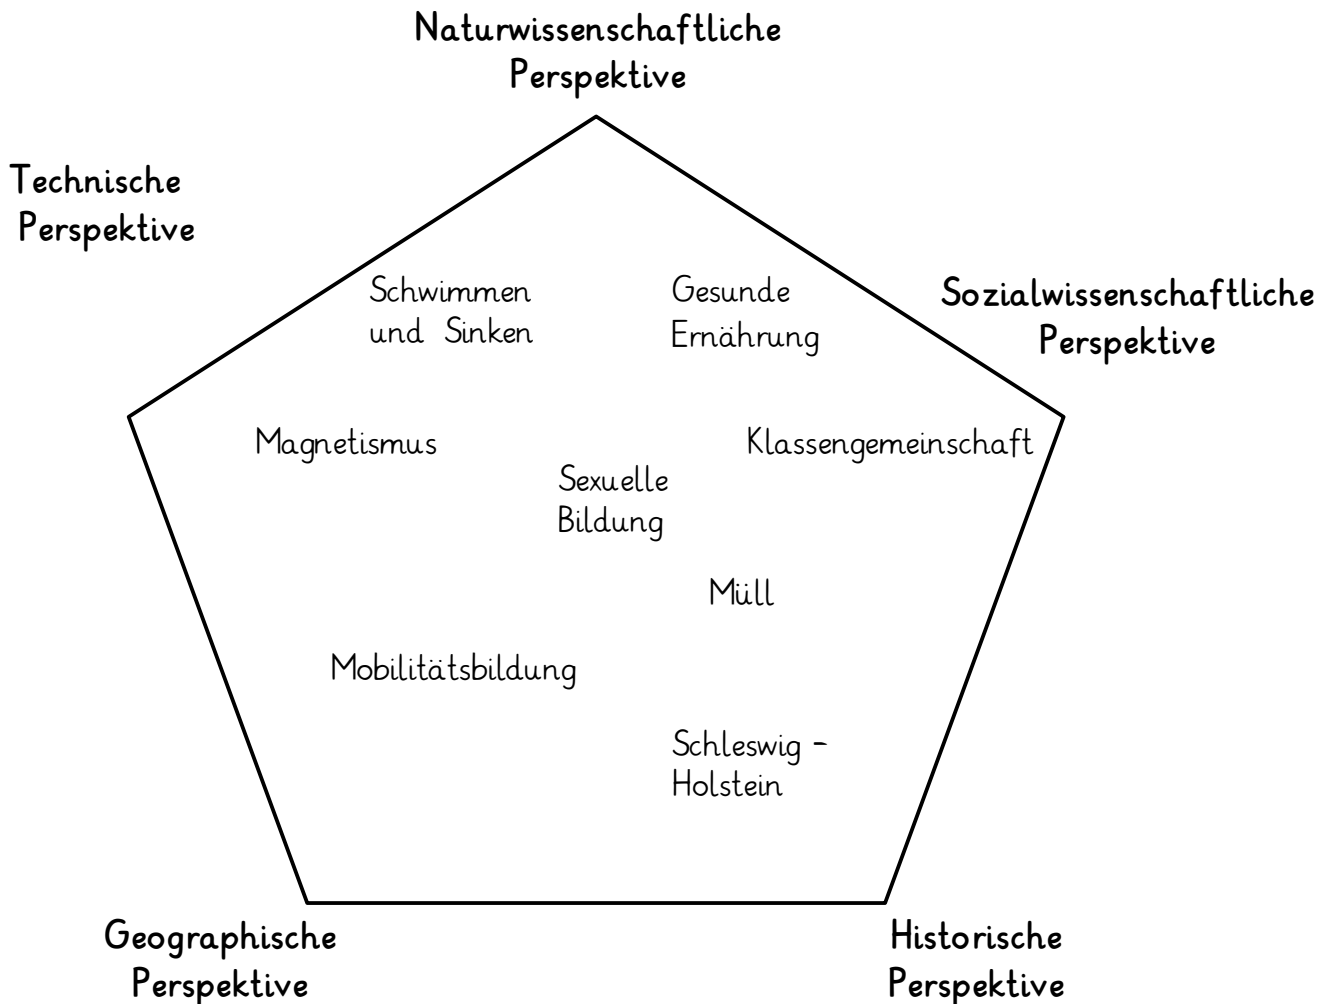 Naturwissenschaftliche
Perspektive
Technische
Perspektive
Schwimmen
und Sinken
Gesunde
Ernährung
Sozialwissenschaftliche
Perspektive
Magnetismus
Klassengemeinschaft
Sexuelle
Bildung
Müll
Mobilitätsbildung
Schleswig -
Holstein
Geographische
Perspektive
Historische
Perspektive